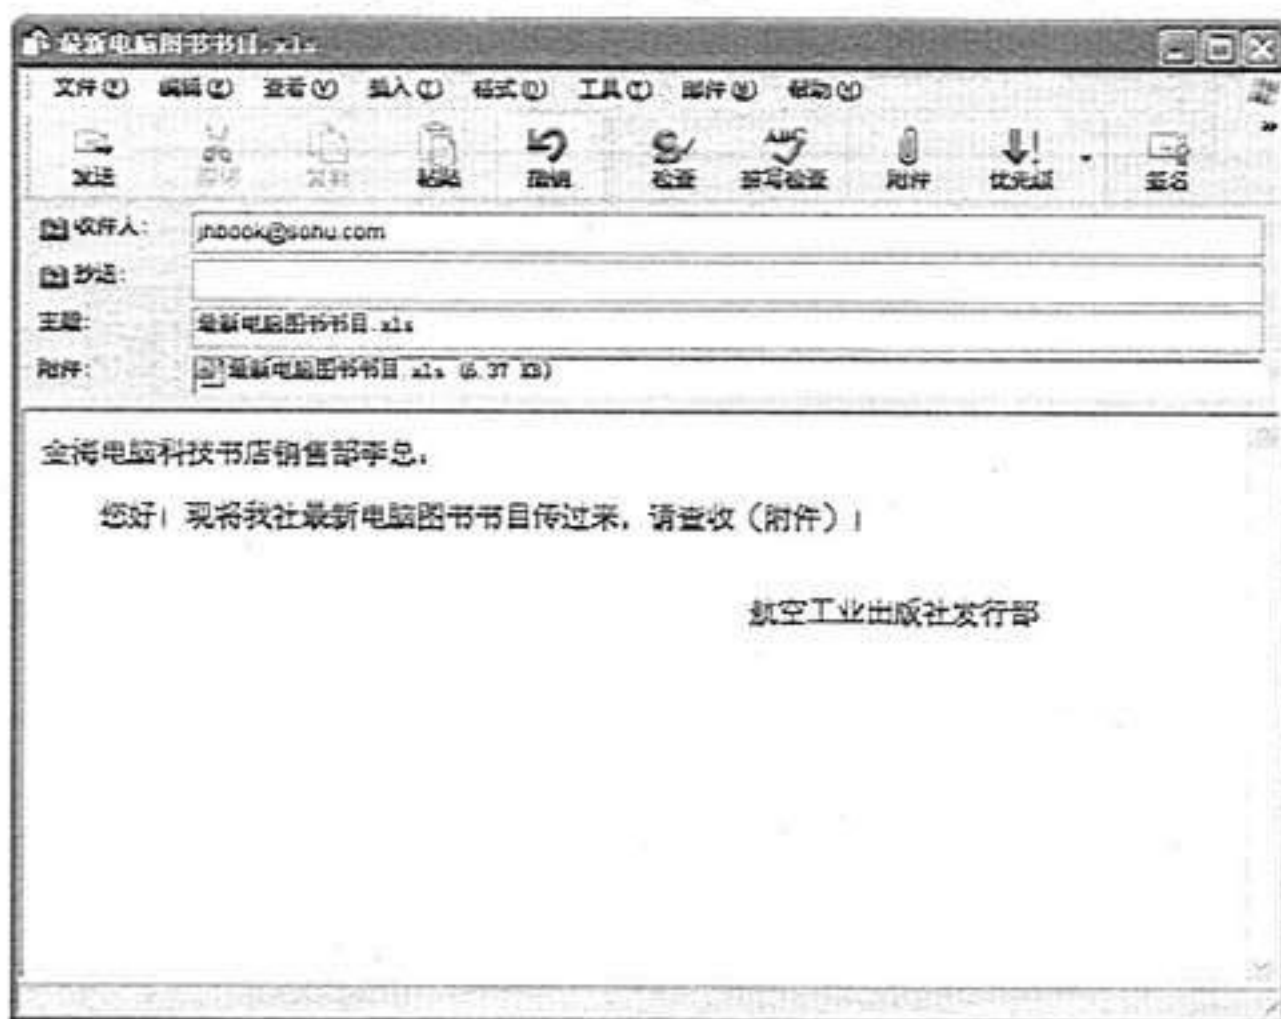 最新电脑图书书目.xls
文件(F) 编辑(E) 查看(V) 插入(I) 格式(O) 工具(T) 邮件(M) 帮助(H)
发送 剪切 复制 粘贴 撤销 检查 拼写检查 附件 优先级 签名
收件人: jhbook@sohu.com
抄送:
主题: 最新电脑图书书目.xls
附件: 最新电脑图书书目.xls (6.37 KB)
金海电脑科技书店销售部李总,
您好!现将我社最新电脑图书书目传过来,请查收(附件)!
航空工业出版社发行部